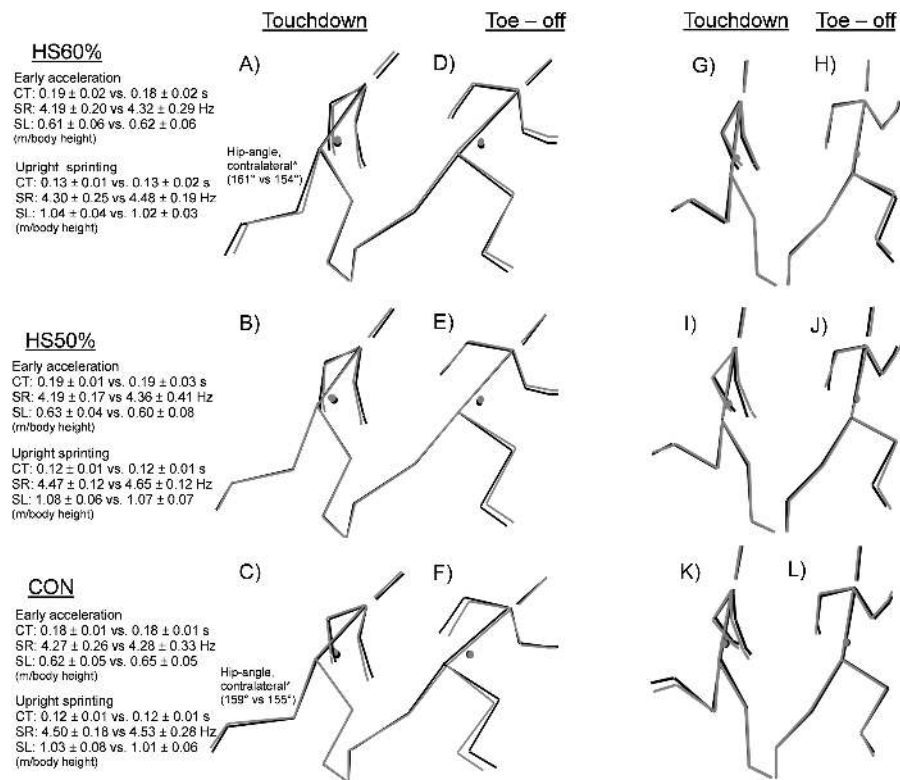 Touchdown
Toe – off
Touchdown
Toe – off
HS60%
Early acceleration
CT: 0.19 ± 0.02 vs. 0.18 ± 0.02 s
SR: 4.19 ± 0.20 vs 4.32 ± 0.29 Hz
SL: 0.61 ± 0.06 vs. 0.62 ± 0.06
(m/body height)
Upright sprinting
CT: 0.13 ± 0.01 vs. 0.13 ± 0.02 s
SR: 4.30 ± 0.25 vs 4.48 ± 0.19 Hz
SL: 1.04 ± 0.04 vs. 1.02 ± 0.03
(m/body height)
A)
D)
G)
H)
Hip-angle,
contralateral^
(161° vs 154°)
HS50%
Early acceleration
CT: 0.19 ± 0.01 vs. 0.19 ± 0.03 s
SR: 4.19 ± 0.17 vs 4.36 ± 0.41 Hz
SL: 0.63 ± 0.04 vs. 0.60 ± 0.08
(m/body height)
Upright sprinting
CT: 0.12 ± 0.01 vs. 0.12 ± 0.01 s
SR: 4.47 ± 0.12 vs 4.65 ± 0.12 Hz
SL: 1.08 ± 0.06 vs. 1.07 ± 0.07
(m/body height)
B)
E)
I)
J)
CON
Early acceleration
CT: 0.18 ± 0.01 vs. 0.18 ± 0.01 s
SR: 4.27 ± 0.26 vs 4.28 ± 0.33 Hz
SL: 0.62 ± 0.05 vs. 0.65 ± 0.05
(m/body height)
Upright sprinting
CT: 0.12 ± 0.01 vs. 0.12 ± 0.01 s
SR: 4.50 ± 0.18 vs 4.53 ± 0.28 Hz
SL: 1.03 ± 0.08 vs. 1.01 ± 0.06
(m/body height)
C)
F)
K)
L)
Hip-angle,
contralateral^
(159° vs 155°)